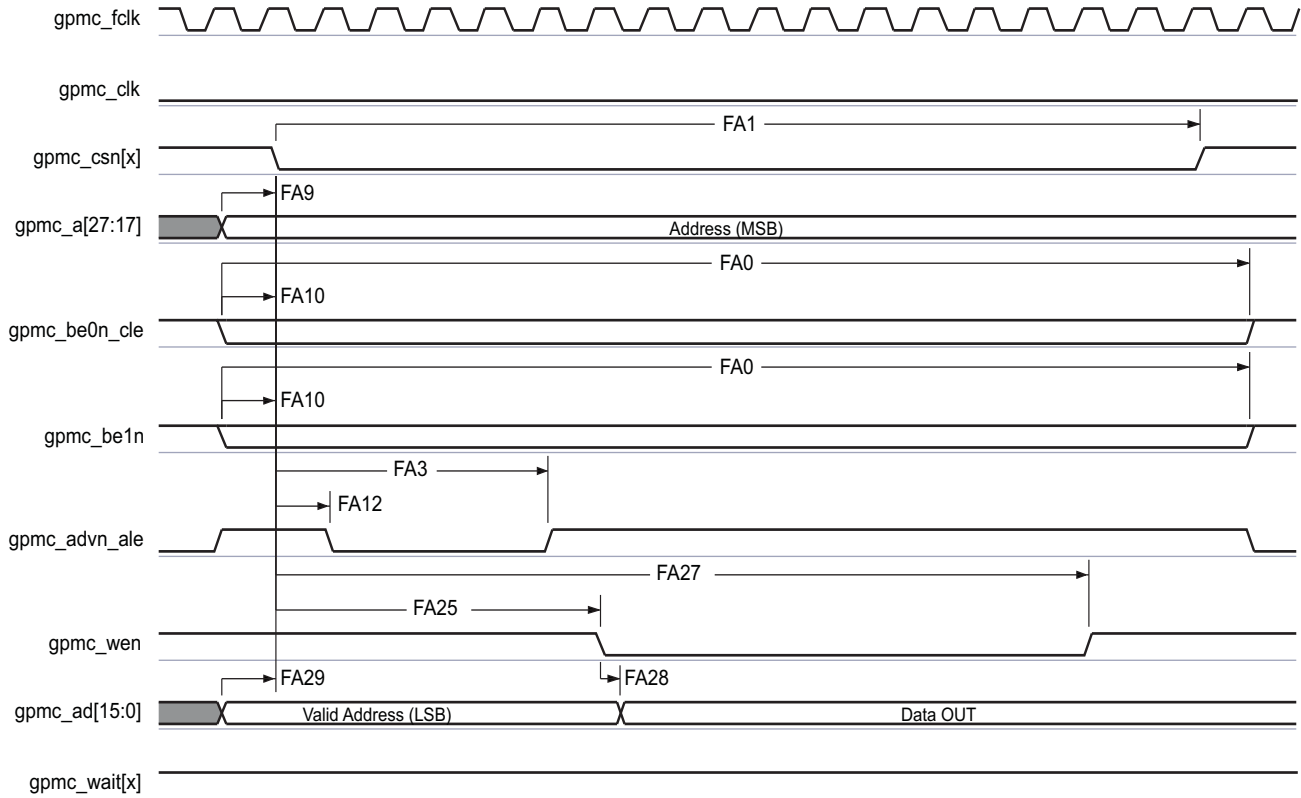 gpmc_fclk
gpmc_clk
FA1
gpmc_csn[x]
FA9
gpmc_a[27:17]
Address (MSB)
FA0
FA10
gpmc_be0n_cle
FA0
FA10
gpmc_be1n
FA3
FA12
gpmc_advn_ale
FA27
FA25
gpmc_wen
FA29
FA28
gpmc_ad[15:0]
Valid Address (LSB)
Data OUT
gpmc_wait[x]